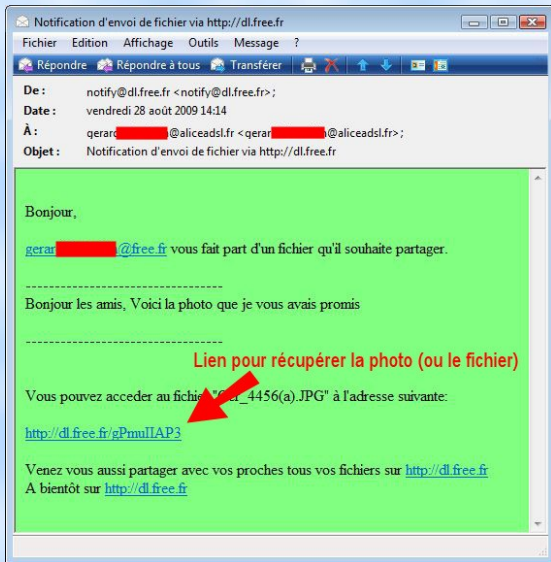 Notification d'envoi de fichier via http://dl.free.fr
Fichier Edition Affichage Outils Message ?
Répondre Répondre à tous Transférer
De : notify@dl.free.fr <notify@dl.free.fr>;
Date : vendredi 28 août 2009 14:14
À : gerar @aliceadsl.fr <gerar @aliceadsl.fr>;
Objet : Notification d'envoi de fichier via http://dl.free.fr
Bonjour,
gerar @free.fr vous fait part d'un fichier qu'il souhaite partager.
----------------------------------
Bonjour les amis, Voici la photo que je vous avais promis
----------------------------------
Lien pour récupérer la photo (ou le fichier)
Vous pouvez acceder au fichier _4456(a).JPG" à l'adresse suivante:
http://dl.free.fr/gPmuIIAP3
Venez vous aussi partager avec vos proches tous vos fichiers sur http://dl.free.fr
A bientôt sur http://dl.free.fr